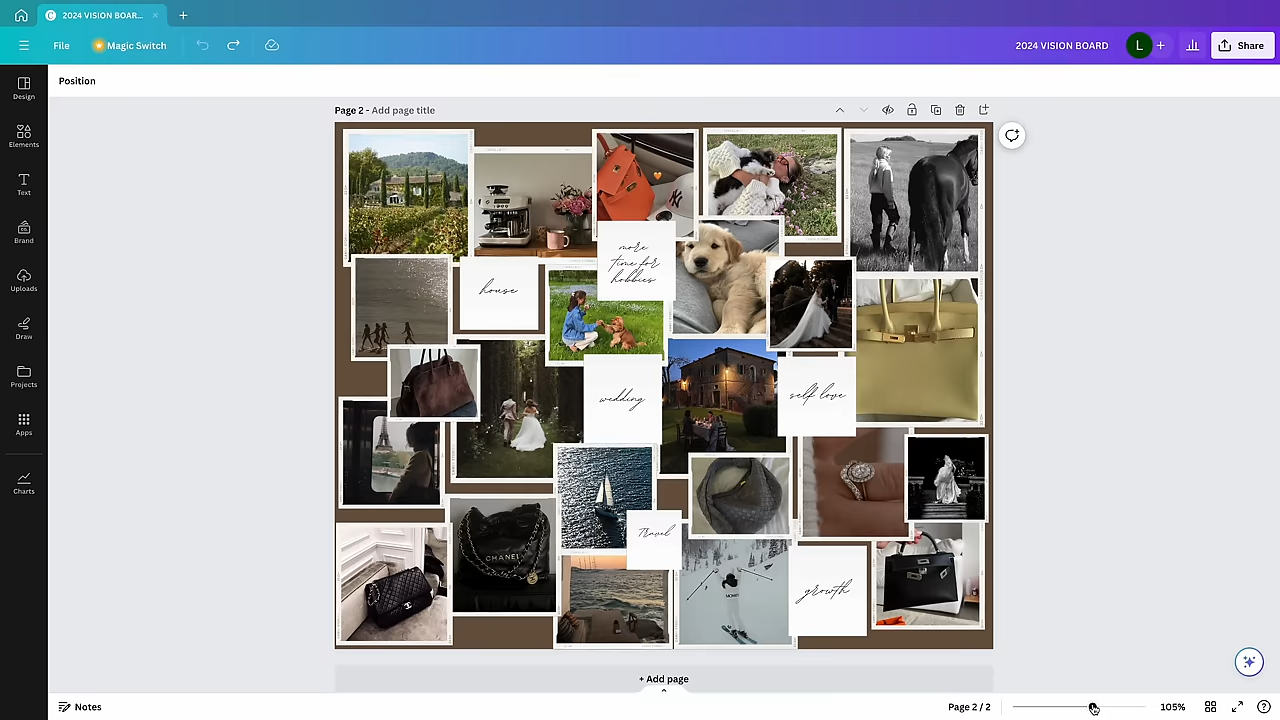 2024 VISION BOAR...
File
Magic Switch
2024 VISION BOARD
L
Share
Design
Elements
Text
Brand
Uploads
Draw
Projects
Apps
Charts
Position
Page 2 - Add page title
more
time for
hobbies
house
wedding
self love
Travel
growth
CHANEL
+ Add page
Notes
Page 2 / 2
105%